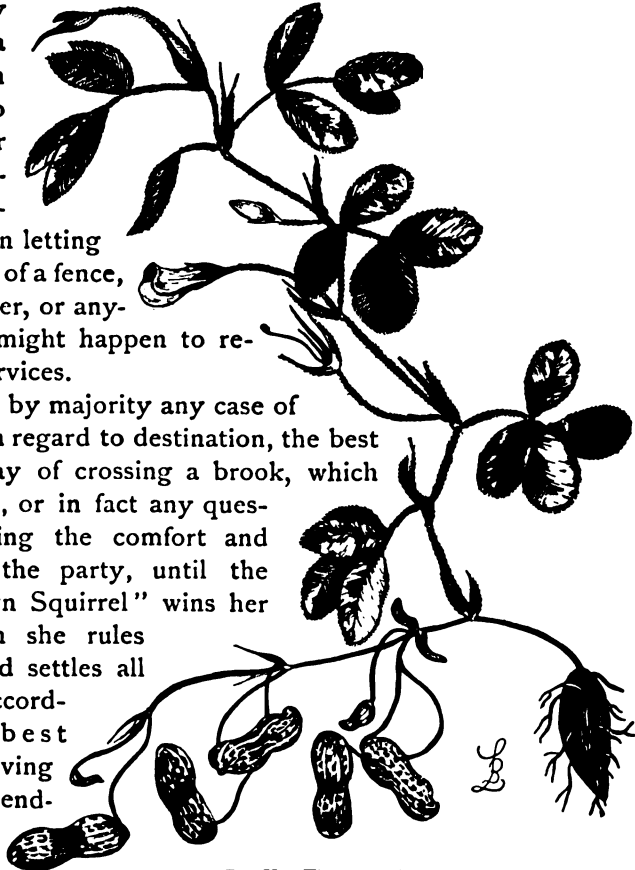 letting
of a fence,
er, or any-
might happen to re-
rvices.
by majority any case of
regard to destination, the best
ay of crossing a brook, which
, or in fact any ques-
ing the comfort and
the party, until the
n Squirrel" wins her
she rules
d settles all
ccord-
best
ving
end-